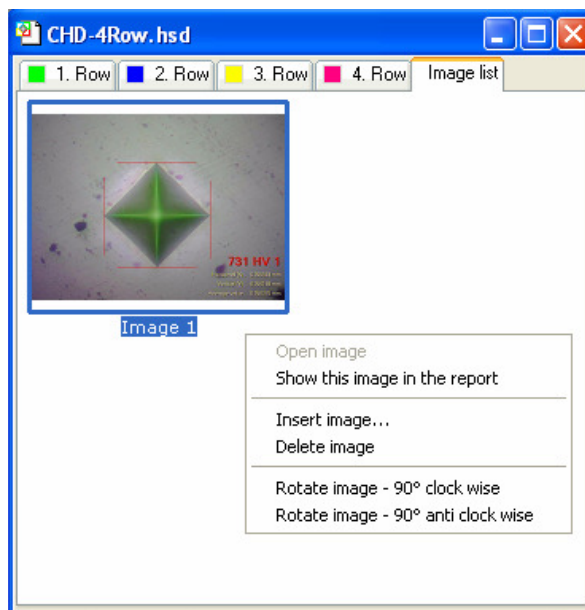 CHD-4Row.hsd
1. Row 2. Row 3. Row 4. Row Image list
731 HV 1
Image 1
Open image
Show this image in the report
Insert image...
Delete image
Rotate image - 90° clock wise
Rotate image - 90° anti clock wise